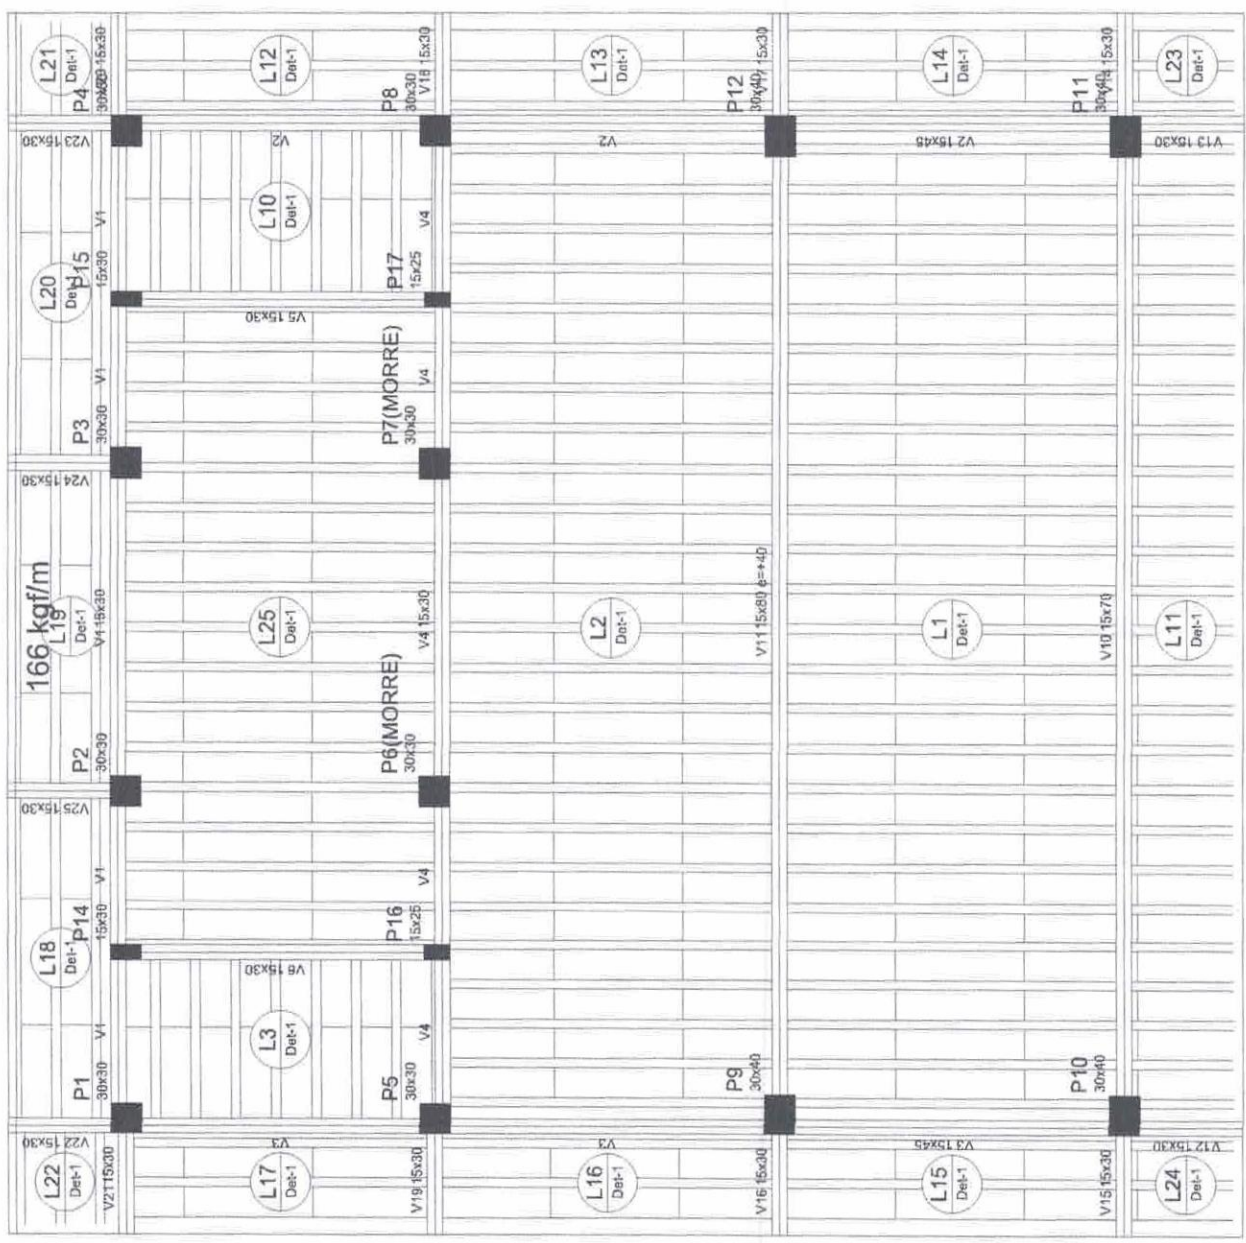 L21
Det-1
P4
L12
Det-1
P8
30x30
V18 15x30
L13
Det-1
P12
30x40
15x30
L14
Det-1
P11
30x40
15x30
L23
Det-1
V23 15x30
V2
V2
V2 15x45
V13 15x30
L20
P15
15x30
V1
L10
Det-1
P17
15x25
V4
V5 15x30
P3
30x30
V1
P7(MORRE)
30x30
V4
V24 15x30
166 kgf/m
L19
Det-1
V1 15x30
L25
Det-1
V4 15x30
L2
Det-1
V11 15x80 e=+40
L1
Det-1
V10 15x70
L11
Det-1
P2
30x30
P6(MORRE)
30x30
V25 15x30
L18
Det-1
P14
15x30
V1
P16
15x25
V4
V6 15x30
P1
30x30
V1
L3
Det-1
P5
30x30
V4
P9
30x40
P10
30x40
V22 15x30
V3
V3
V3 15x45
V12 15x30
L22
Det-1
V21 15x30
L17
Det-1
V19 15x30
L16
Det-1
V16 15x30
L15
Det-1
V15 15x30
L24
Det-1